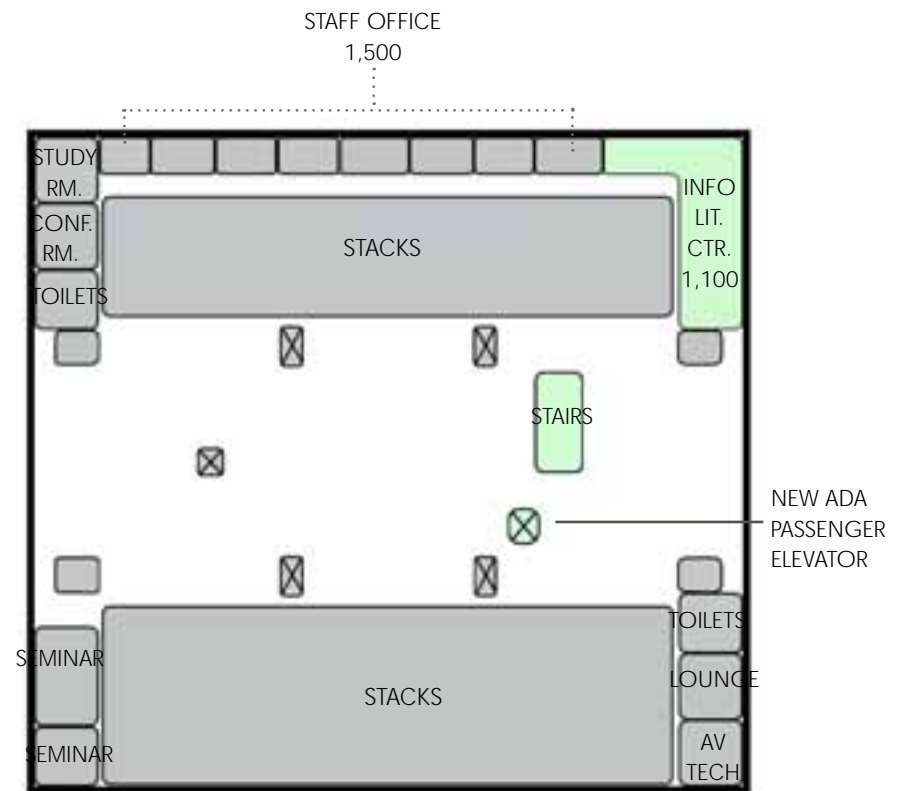 STAFF OFFICE
1,500
STUDY
RM.
CONF.
RM.
TOILETS
STACKS
INFO
LIT.
CTR.
1,100
STAIRS
NEW ADA
PASSENGER
ELEVATOR
SEMINAR
SEMINAR
STACKS
TOILETS
LOUNGE
AV
TECH